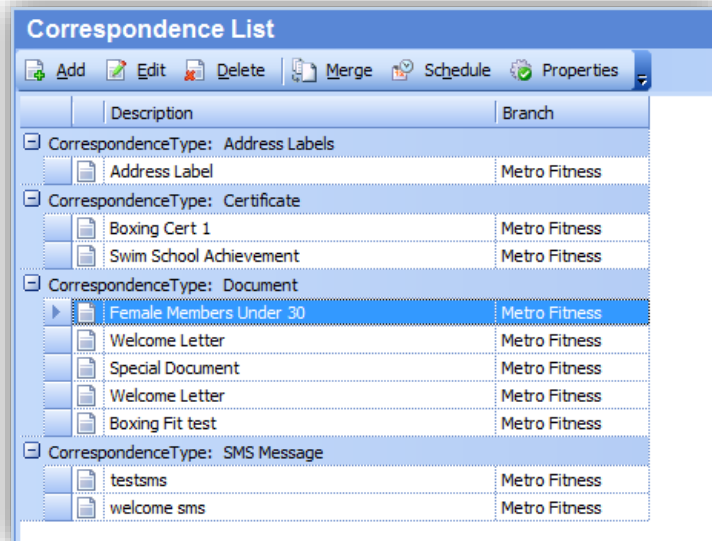 Correspondence List
Add Edit Delete Merge Schedule Properties
Description Branch
CorrespondenceType: Address Labels
Address Label Metro Fitness
CorrespondenceType: Certificate
Boxing Cert 1 Metro Fitness
Swim School Achievement Metro Fitness
CorrespondenceType: Document
Female Members Under 30 Metro Fitness
Welcome Letter Metro Fitness
Special Document Metro Fitness
Welcome Letter Metro Fitness
Boxing Fit test Metro Fitness
CorrespondenceType: SMS Message
testsms Metro Fitness
welcome sms Metro Fitness